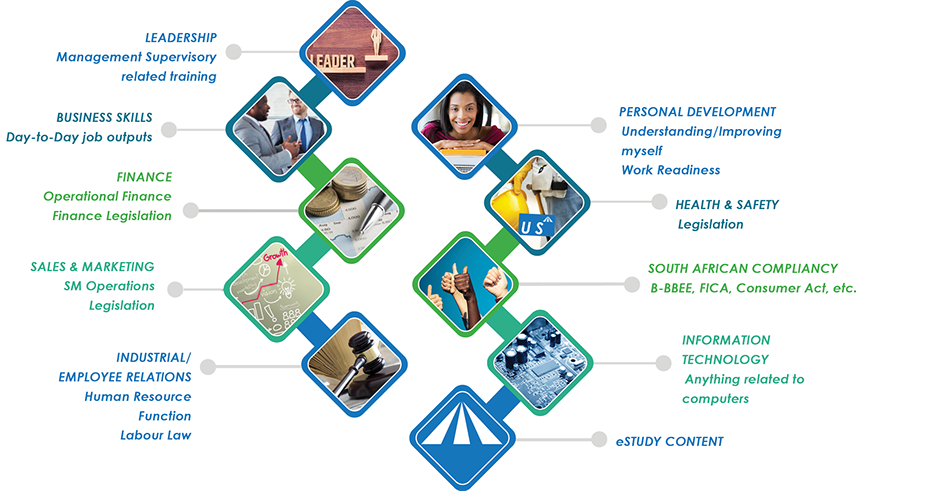 LEADERSHIP
Management Supervisory
related training
LEADER
BUSINESS SKILLS
Day-to-Day job outputs
FINANCE
Operational Finance
Finance Legislation
SALES & MARKETING
SM Operations
Legislation
Growth
INDUSTRIAL/
EMPLOYEE RELATIONS
Human Resource
Function
Labour Law
PERSONAL DEVELOPMENT
Understanding/Improving
myself
Work Readiness
US
HEALTH & SAFETY
Legislation
SOUTH AFRICAN COMPLIANCY
B-BBEE, FICA, Consumer Act, etc.
INFORMATION
TECHNOLOGY
Anything related to
computers
eSTUDY CONTENT